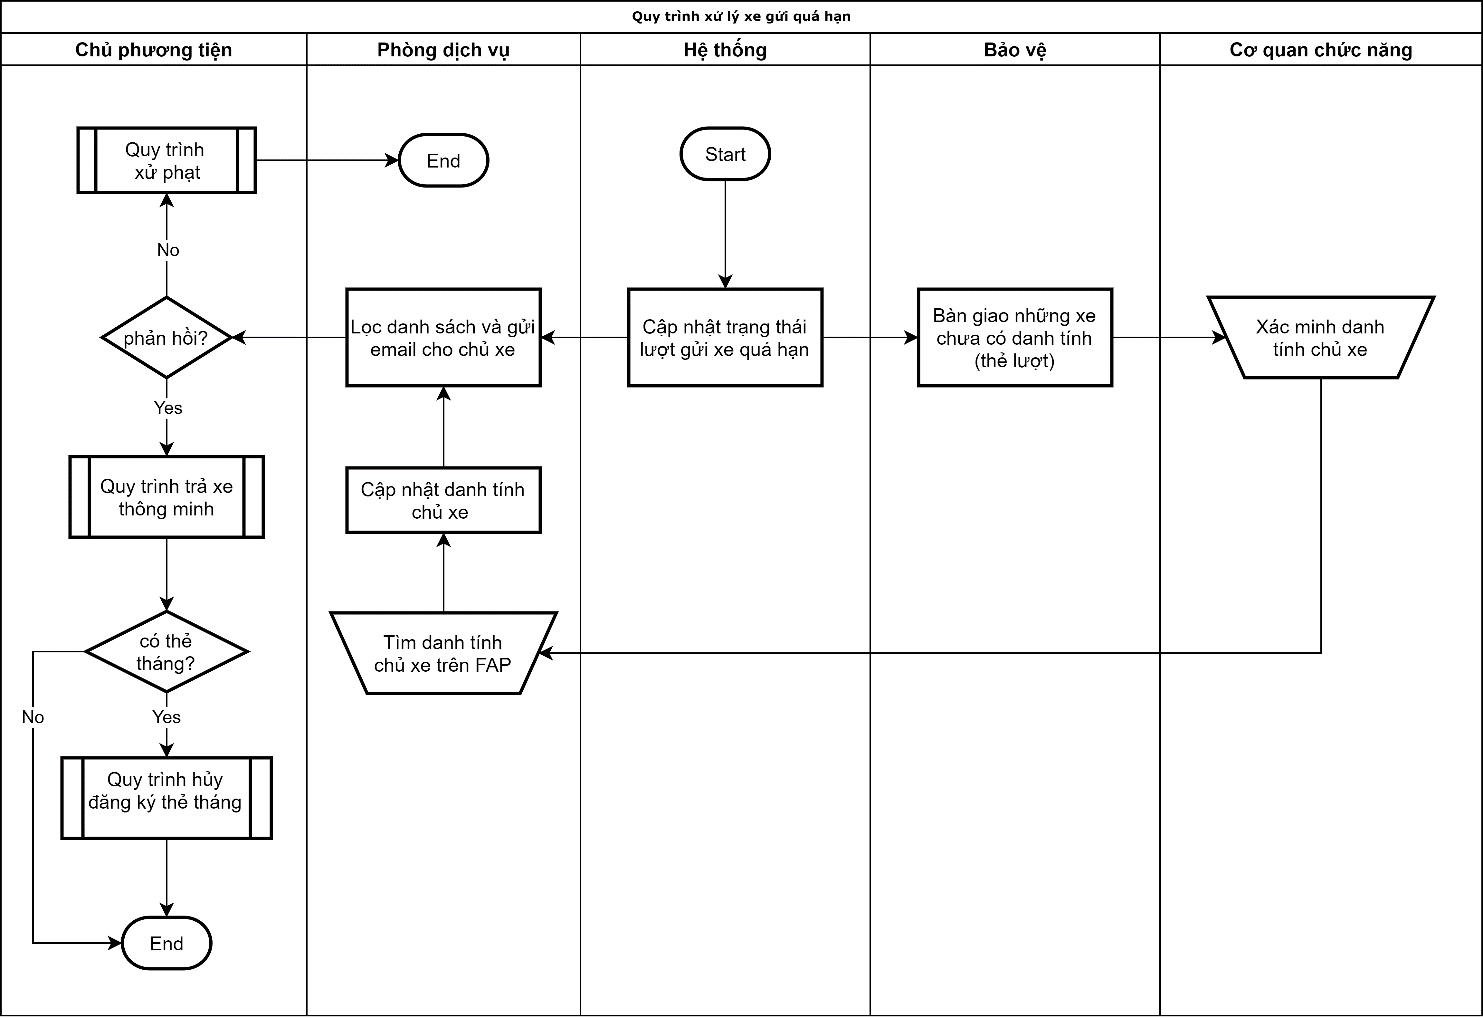 Quy trình xử lý xe gửi quá hạn
Chủ phương tiện
Phòng dịch vụ
Hệ thống
Bảo vệ
Cơ quan chức năng
Quy trình
xử phạt
End
Start
No
phản hồi?
Lọc danh sách và gửi
email cho chủ xe
Cập nhật trạng thái
lượt gửi xe quá hạn
Bàn giao những xe
chưa có danh tính
(thẻ lượt)
Xác minh danh
tính chủ xe
Yes
Quy trình trả xe
thông minh
Cập nhật danh tính
chủ xe
có thẻ
tháng?
Tìm danh tính
chủ xe trên FAP
No
Yes
Quy trình hủy
đăng ký thẻ tháng
End